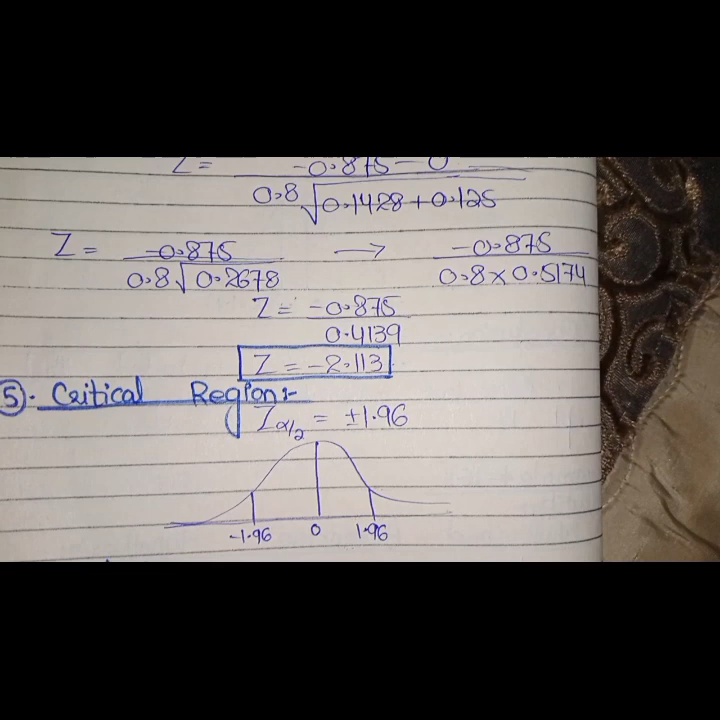 Z = -0.875 - 0
0.8 √0.1428+0.125
Z = -0.875 → -0.875
0.8√0.2678 0.8×0.5174
Z = -0.875
0.4139
Z = -2.113
5). Critical Region:-
Zα/2 = ±1.96
-1.96 0 1.96